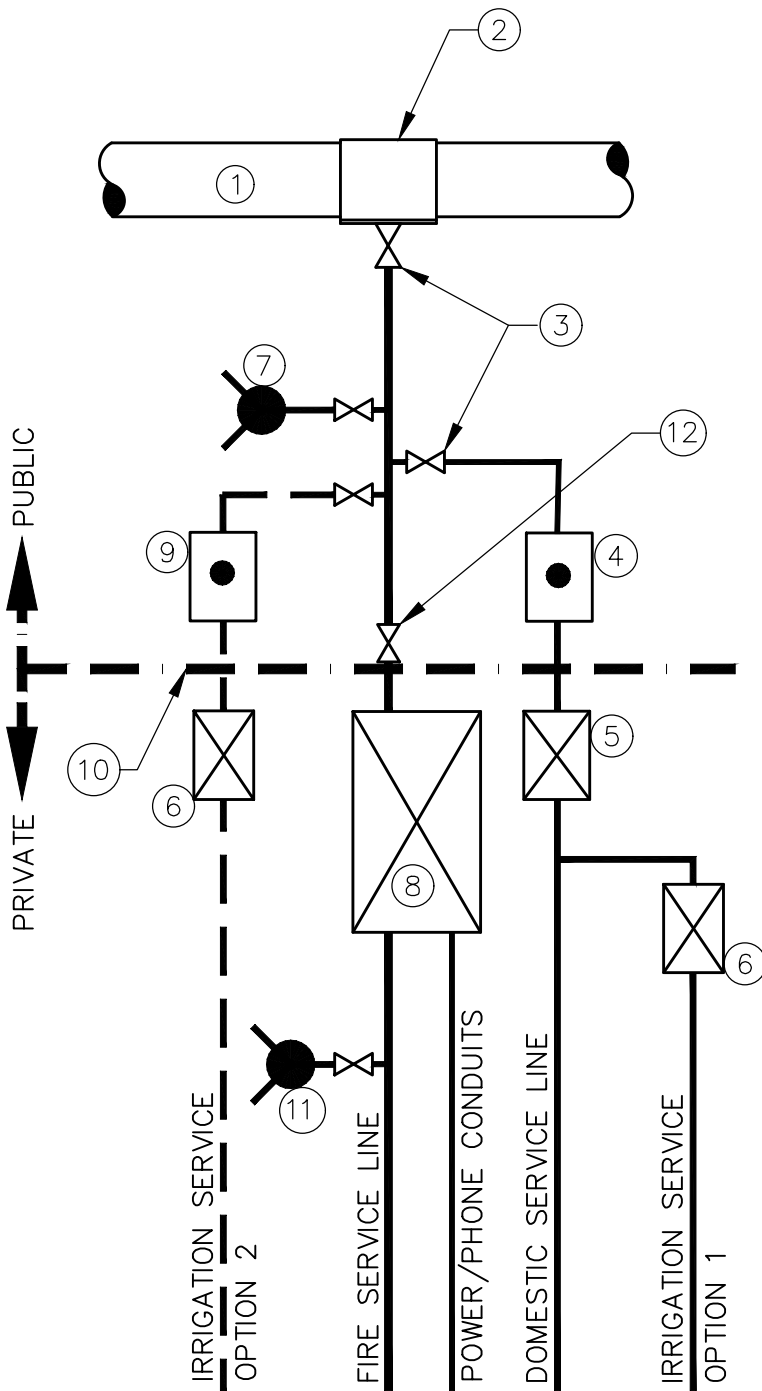 2
1
3
7
12
PUBLIC
9
4
10
5
6
PRIVATE
8
6
11
IRRIGATION SERVICE
OPTION 2
FIRE SERVICE LINE
POWER/PHONE CONDUITS
DOMESTIC SERVICE LINE
IRRIGATION SERVICE
OPTION 1